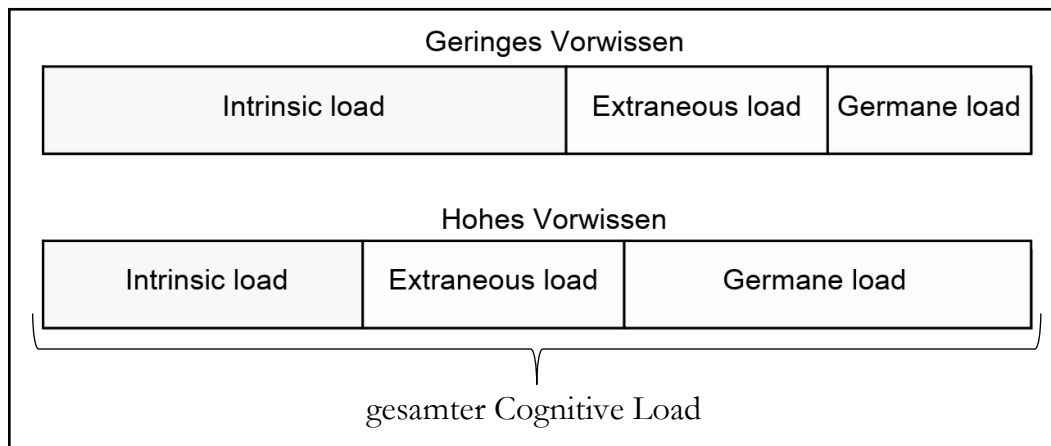 Geringes Vorwissen
Intrinsic load Extraneous load Germane load
Hohes Vorwissen
Intrinsic load Extraneous load Germane load
gesamter Cognitive Load